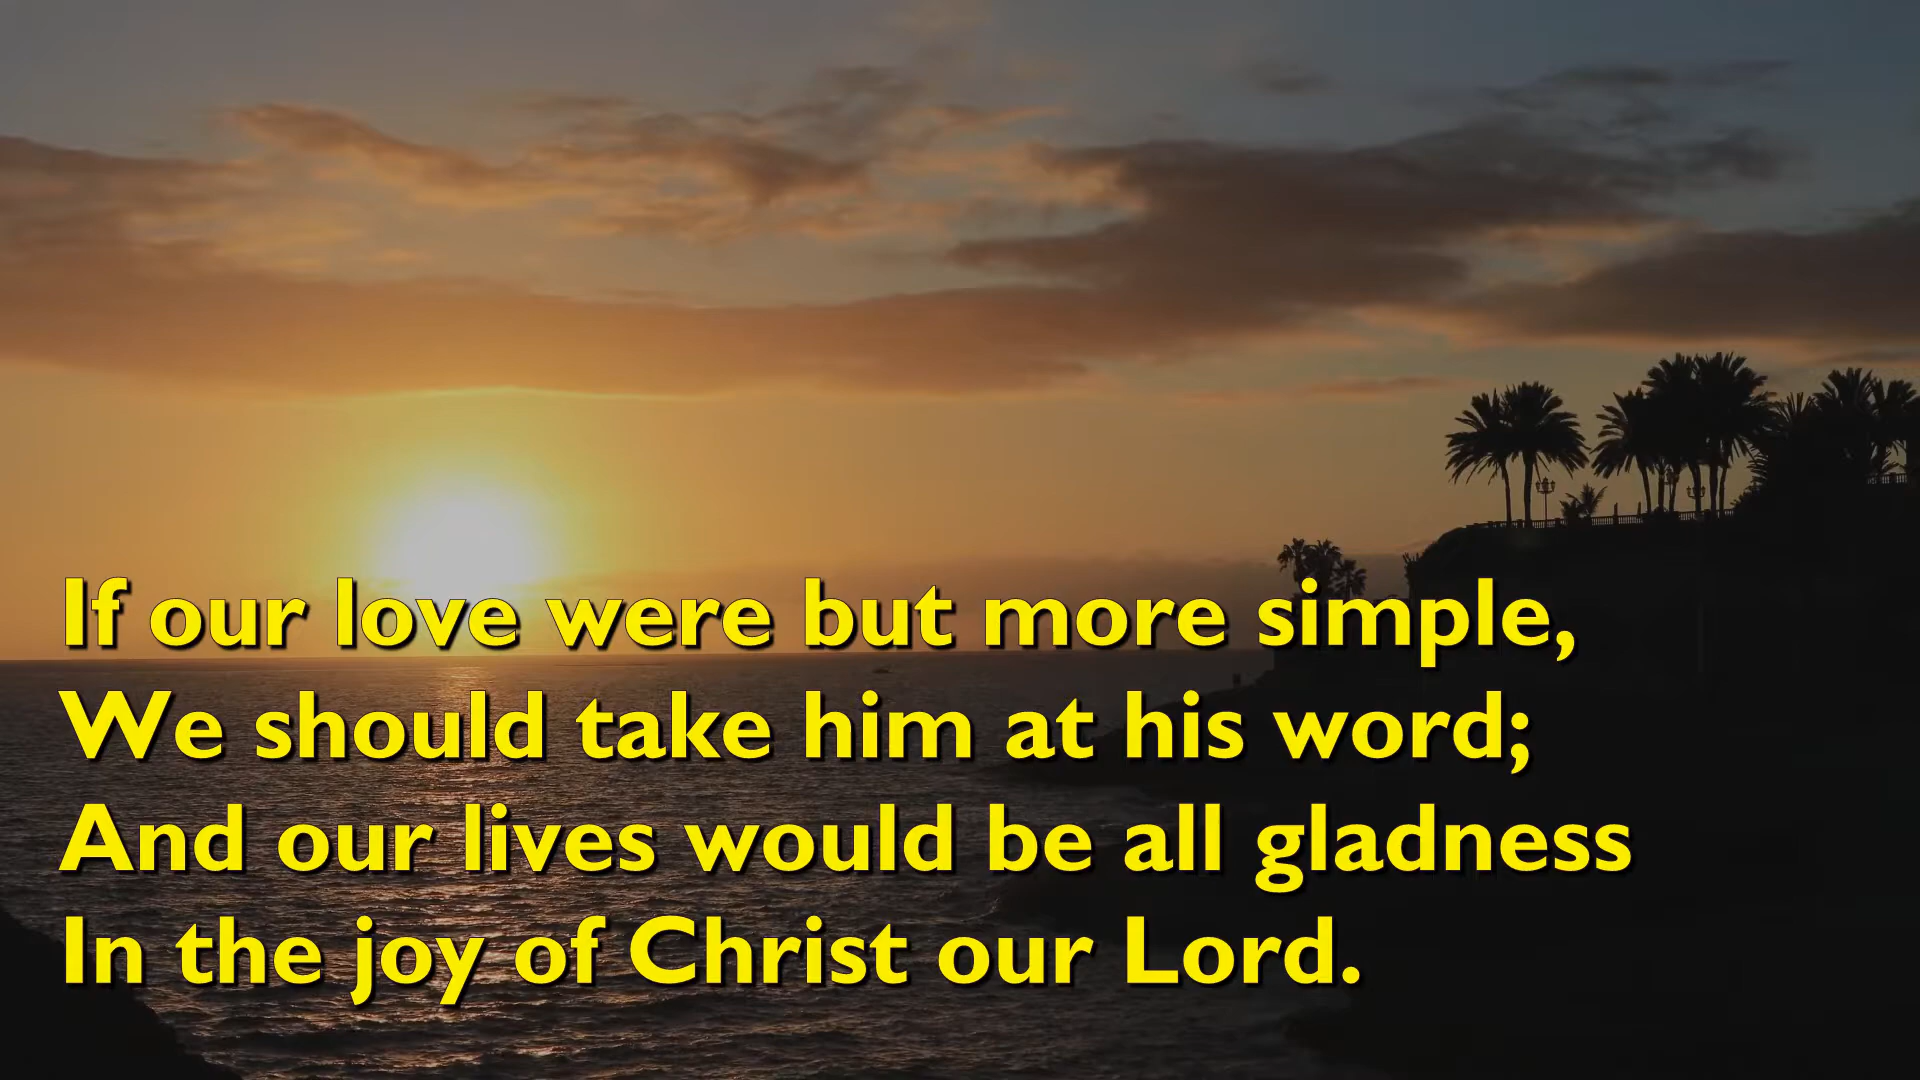 If our love were but more simple,
We should take him at his word;
And our lives would be all gladness
In the joy of Christ our Lord.